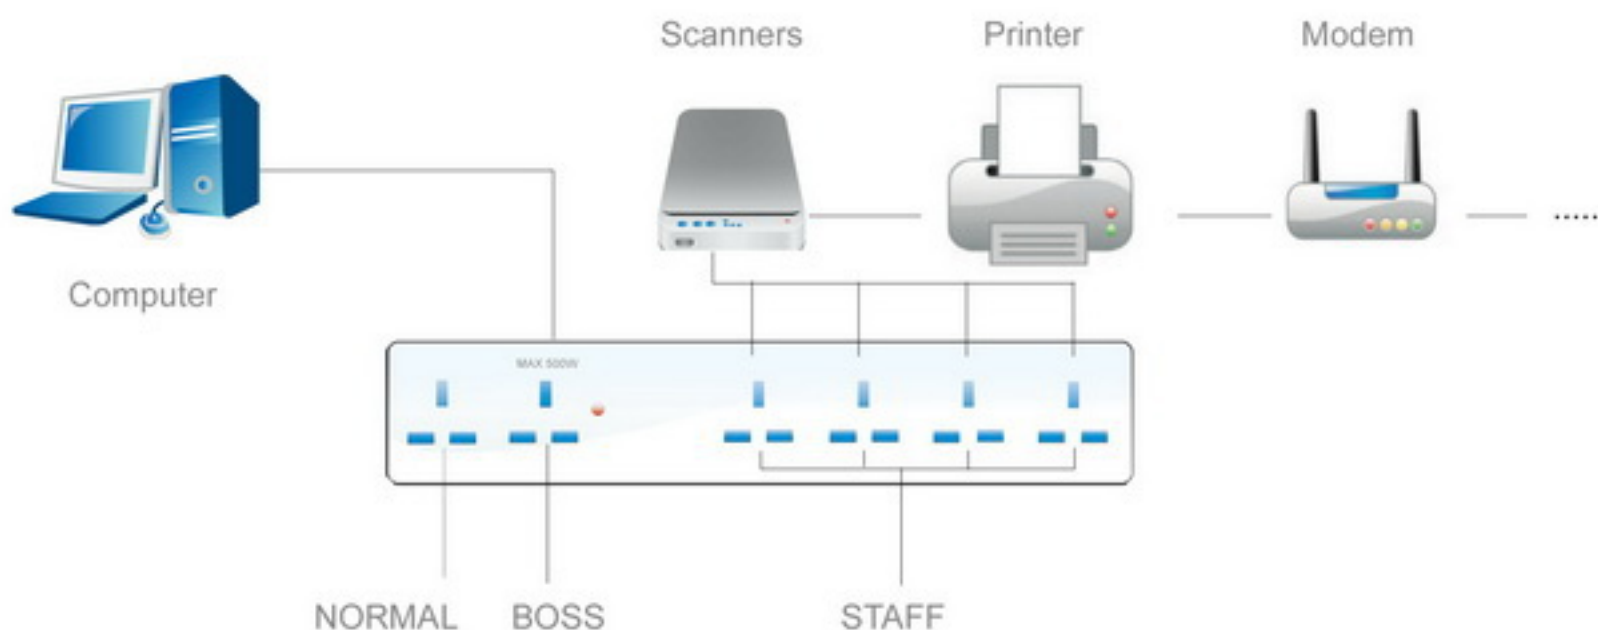 Scanners
Printer
Modem
Computer
MAX 500W
NORMAL
BOSS
STAFF